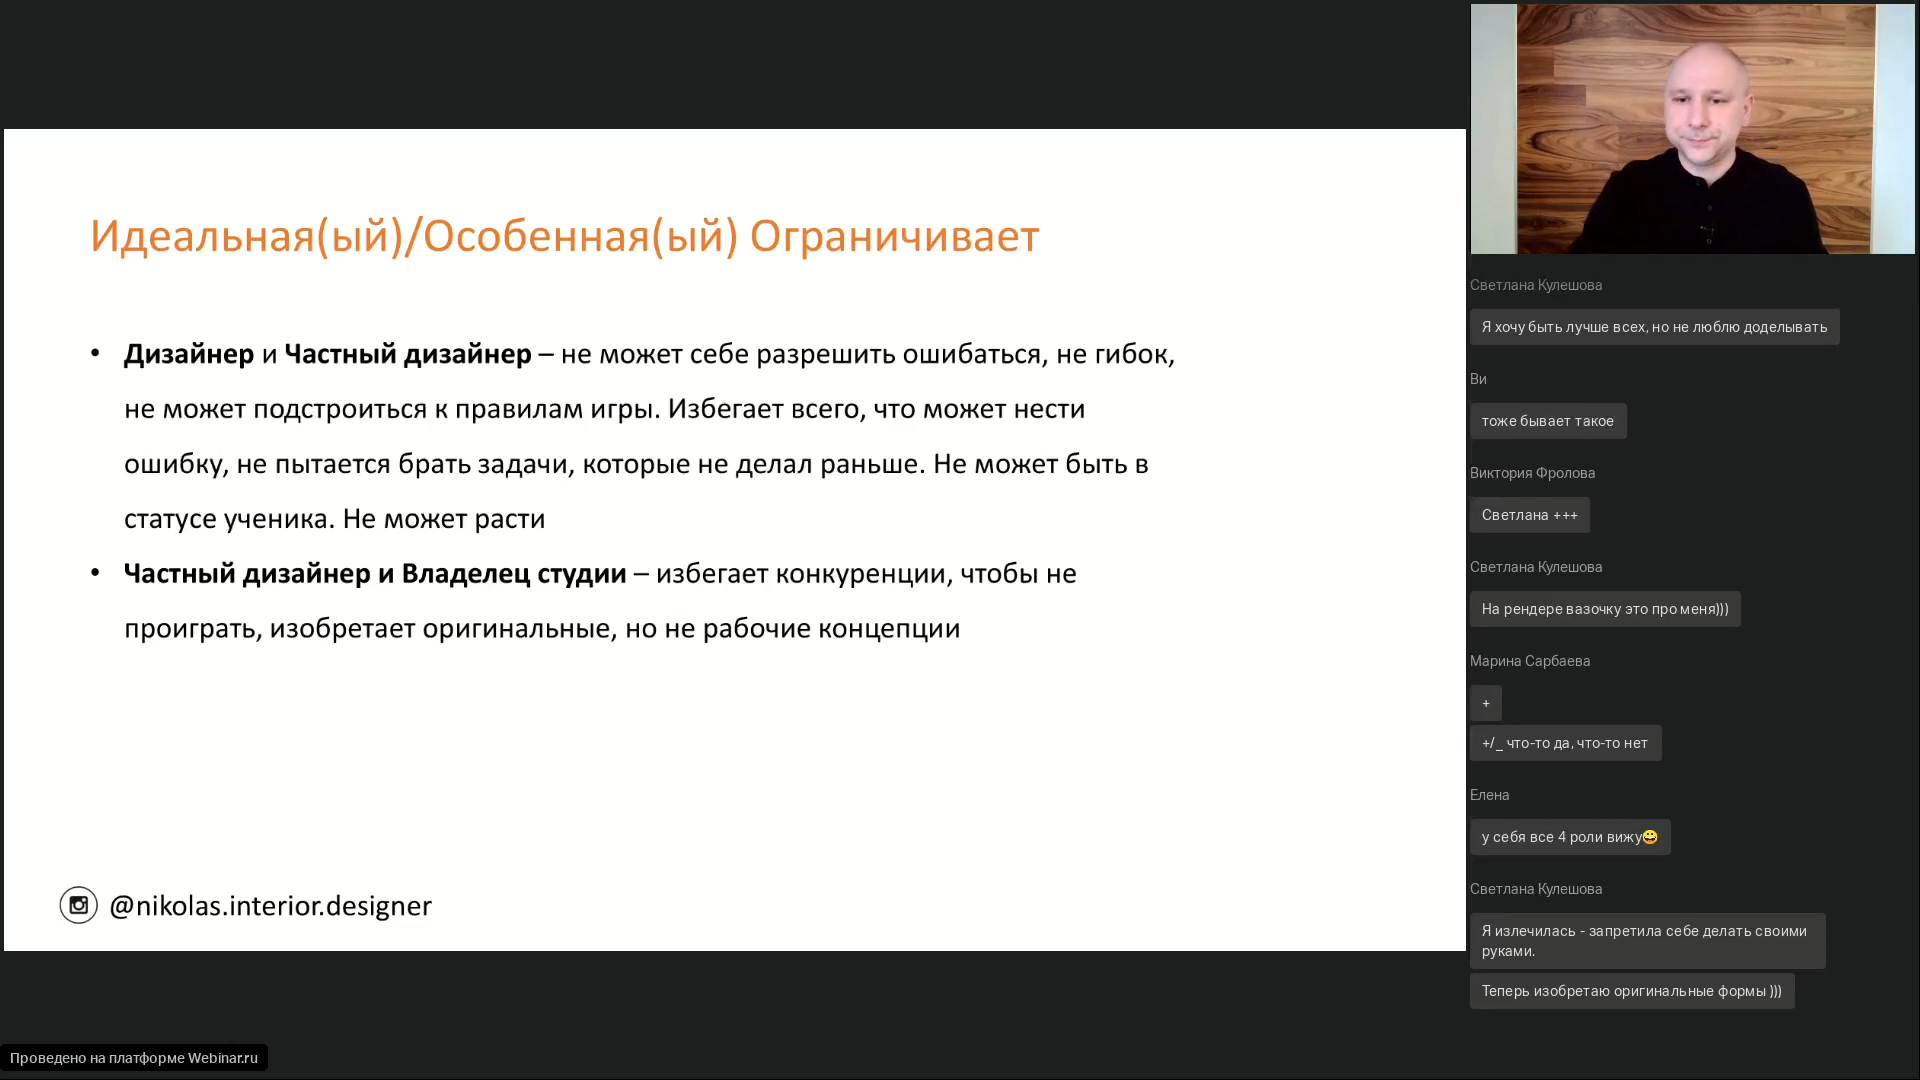 Идеальная(ый)/Особенная(ый) Ограничивает
• Дизайнер и Частный дизайнер – не может себе разрешить ошибаться, не гибок,
не может подстроиться к правилам игры. Избегает всего, что может нести
ошибку, не пытается брать задачи, которые не делал раньше. Не может быть в
статусе ученика. Не может расти
• Частный дизайнер и Владелец студии – избегает конкуренции, чтобы не
проиграть, изобретает оригинальные, но не рабочие концепции
@nikolas.interior.designer
Проведено на платформе Webinar.ru
Светлана Кулешова
Я хочу быть лучше всех, но не люблю доделывать
Ви
тоже бывает такое
Виктория Фролова
Светлана +++
Светлана Кулешова
На рендере вазочку это про меня)))
Марина Сарбаева
+
+/_ что-то да, что-то нет
Елена
у себя все 4 роли вижу😀
Светлана Кулешова
Я излечилась - запретила себе делать своими
руками.
Теперь изобретаю оригинальные формы )))